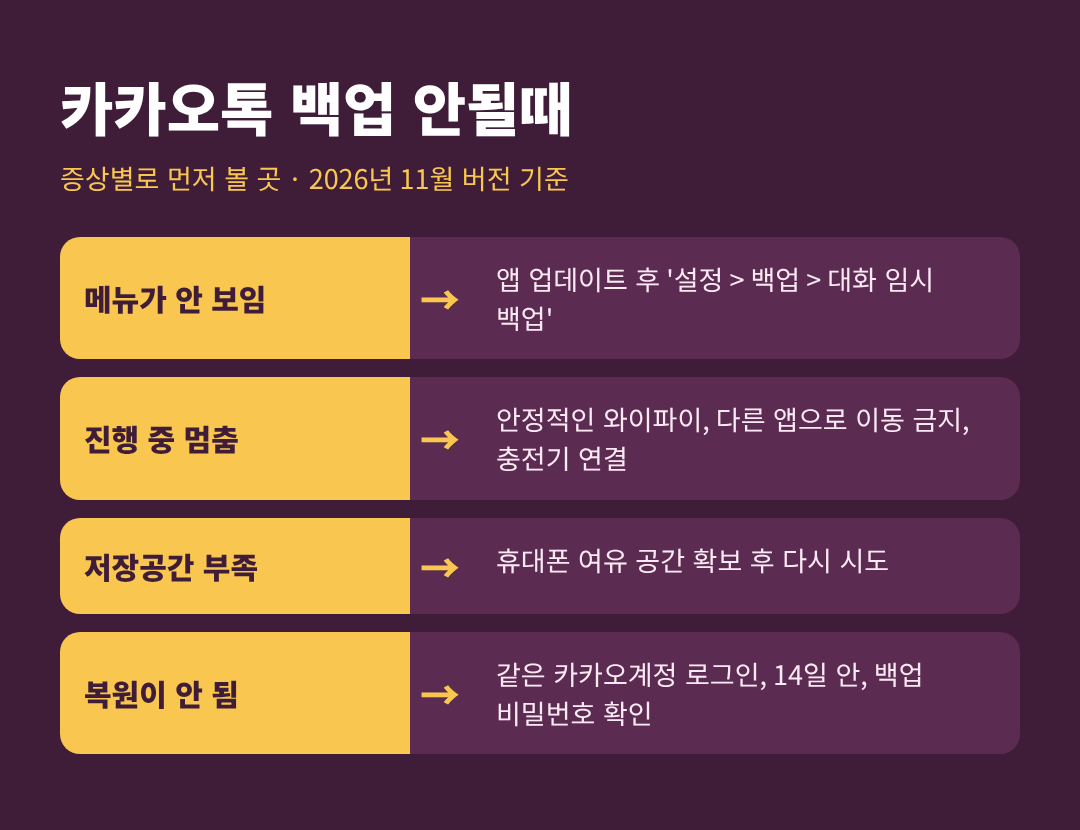 카카오톡 백업 안될때
증상별로 먼저 볼 곳 · 2026년 11월 버전 기준
메뉴가 안 보임
→
앱 업데이트 후 '설정 > 백업 > 대화 임시
백업'
진행 중 멈춤
→
안정적인 와이파이, 다른 앱으로 이동 금지,
충전기 연결
저장공간 부족
→
휴대폰 여유 공간 확보 후 다시 시도
복원이 안 됨
→
같은 카카오계정 로그인, 14일 안, 백업
비밀번호 확인